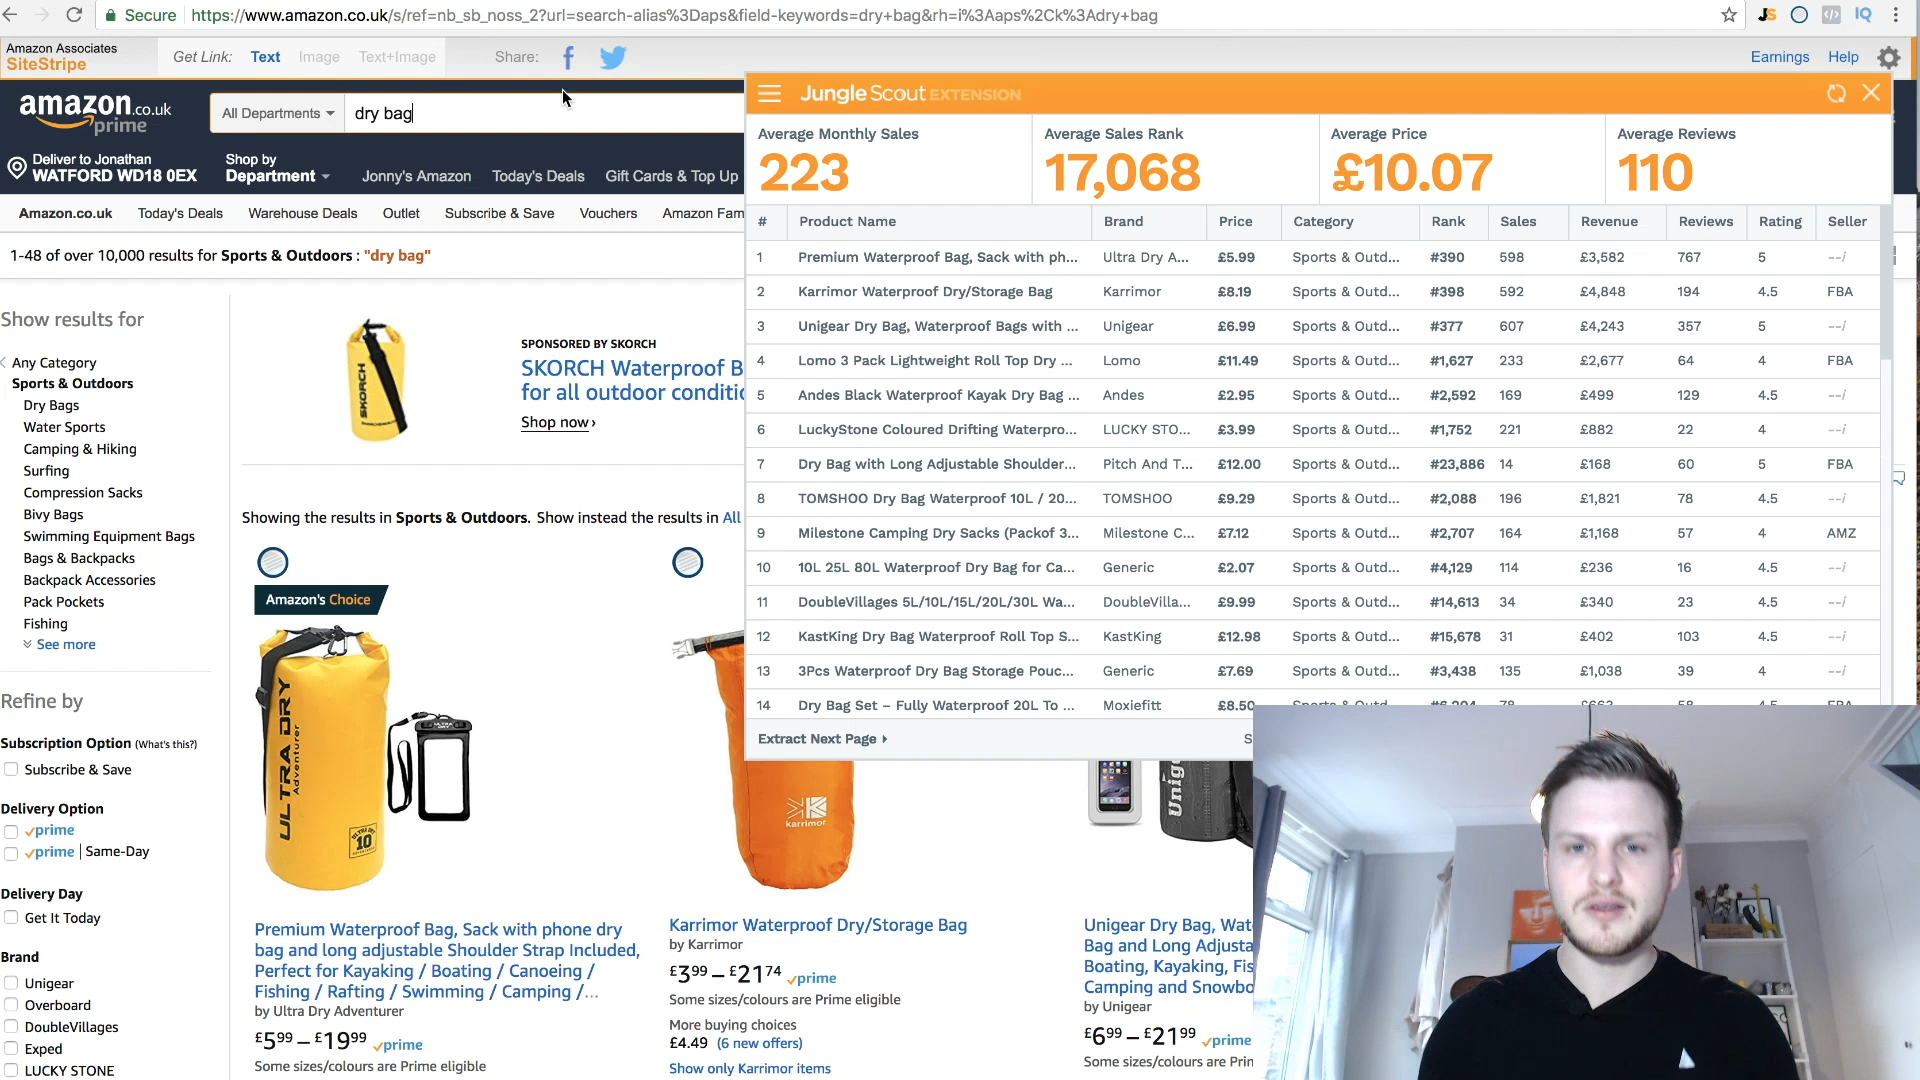 Secure https://www.amazon.co.uk/s/ref=nb_sb_noss_2?url=search-alias%3Daps&field-keywords=dry+bag&rh=i%3Aaps%2Ck%3Adry+bag
JS
</>
IQ
Amazon Associates
SiteStripe
Get Link: Text Image Text+Image
Share:
Earnings Help
amazon.co.uk
prime
All Departments
dry bag
Deliver to Jonathan
WATFORD WD18 0EX
Shop by
Department
Jonny's Amazon Today's Deals Gift Cards & Top Up
Amazon.co.uk Today's Deals Warehouse Deals Outlet Subscribe & Save Vouchers Amazon Fam
1-48 of over 10,000 results for Sports & Outdoors : "dry bag"
Show results for
Any Category
Sports & Outdoors
Dry Bags
Water Sports
Camping & Hiking
Surfing
Compression Sacks
Bivy Bags
Swimming Equipment Bags
Bags & Backpacks
Backpack Accessories
Pack Pockets
Fishing
See more
Refine by
Subscription Option (What's this?)
Subscribe & Save
Delivery Option
prime
prime | Same-Day
Delivery Day
Get It Today
Brand
Unigear
Overboard
DoubleVillages
Exped
LUCKY STONE
SKORCH
SPONSORED BY SKORCH
SKORCH Waterproof B
for all outdoor conditic
Shop now ›
Showing the results in Sports & Outdoors. Show instead the results in All
Amazon's Choice
ULTRA DRY
Adventurer
10
ULTRA DRY
Premium Waterproof Bag, Sack with phone dry
bag and long adjustable Shoulder Strap Included,
Perfect for Kayaking / Boating / Canoeing /
Fishing / Rafting / Swimming / Camping /...
by Ultra Dry Adventurer
£5⁹⁹ – £19⁹⁹ prime
Some sizes/colours are Prime eligible
karrimor
Karrimor Waterproof Dry/Storage Bag
by Karrimor
£3⁹⁹ – £21⁷⁴ prime
Some sizes/colours are Prime eligible
More buying choices
£4.49 (6 new offers)
Show only Karrimor items
Unig
Unigear Dry Bag, Wat
Bag and Long Adjusta
Boating, Kayaking, Fis
Camping and Snowbo
by Unigear
£6⁹⁹ – £21⁹⁹ prime
Some sizes/colours are Prin
Jungle Scout EXTENSION
Average Monthly Sales
223
Average Sales Rank
17,068
Average Price
£10.07
Average Reviews
110
# Product Name Brand Price Category Rank Sales Revenue Reviews Rating Seller
1 Premium Waterproof Bag, Sack with ph... Ultra Dry A... £5.99 Sports & Outd... #390 598 £3,582 767 5 --i
2 Karrimor Waterproof Dry/Storage Bag Karrimor £8.19 Sports & Outd... #398 592 £4,848 194 4.5 FBA
3 Unigear Dry Bag, Waterproof Bags with ... Unigear £6.99 Sports & Outd... #377 607 £4,243 357 5 --i
4 Lomo 3 Pack Lightweight Roll Top Dry ... Lomo £11.49 Sports & Outd... #1,627 233 £2,677 64 4 FBA
5 Andes Black Waterproof Kayak Dry Bag ... Andes £2.95 Sports & Outd... #2,592 169 £499 129 4.5 --i
6 LuckyStone Coloured Drifting Waterpro... LUCKY STO... £3.99 Sports & Outd... #1,752 221 £882 22 4 --i
7 Dry Bag with Long Adjustable Shoulder... Pitch And T... £12.00 Sports & Outd... #23,886 14 £168 60 5 FBA
8 TOMSHOO Dry Bag Waterproof 10L / 20... TOMSHOO £9.29 Sports & Outd... #2,088 196 £1,821 78 4.5 --i
9 Milestone Camping Dry Sacks (Packof 3... Milestone C... £7.12 Sports & Outd... #2,707 164 £1,168 57 4 AMZ
10 10L 25L 80L Waterproof Dry Bag for Ca... Generic £2.07 Sports & Outd... #4,129 114 £236 16 4.5 --i
11 DoubleVillages 5L/10L/15L/20L/30L Wa... DoubleVilla... £9.99 Sports & Outd... #14,613 34 £340 23 4.5 --i
12 KastKing Dry Bag Waterproof Roll Top S... KastKing £12.98 Sports & Outd... #15,678 31 £402 103 4.5 --i
13 3Pcs Waterproof Dry Bag Storage Pouc... Generic £7.69 Sports & Outd... #3,438 135 £1,038 39 4 --i
14 Dry Bag Set – Fully Waterproof 20L To ... Moxiefitt £8.50
Extract Next Page
S